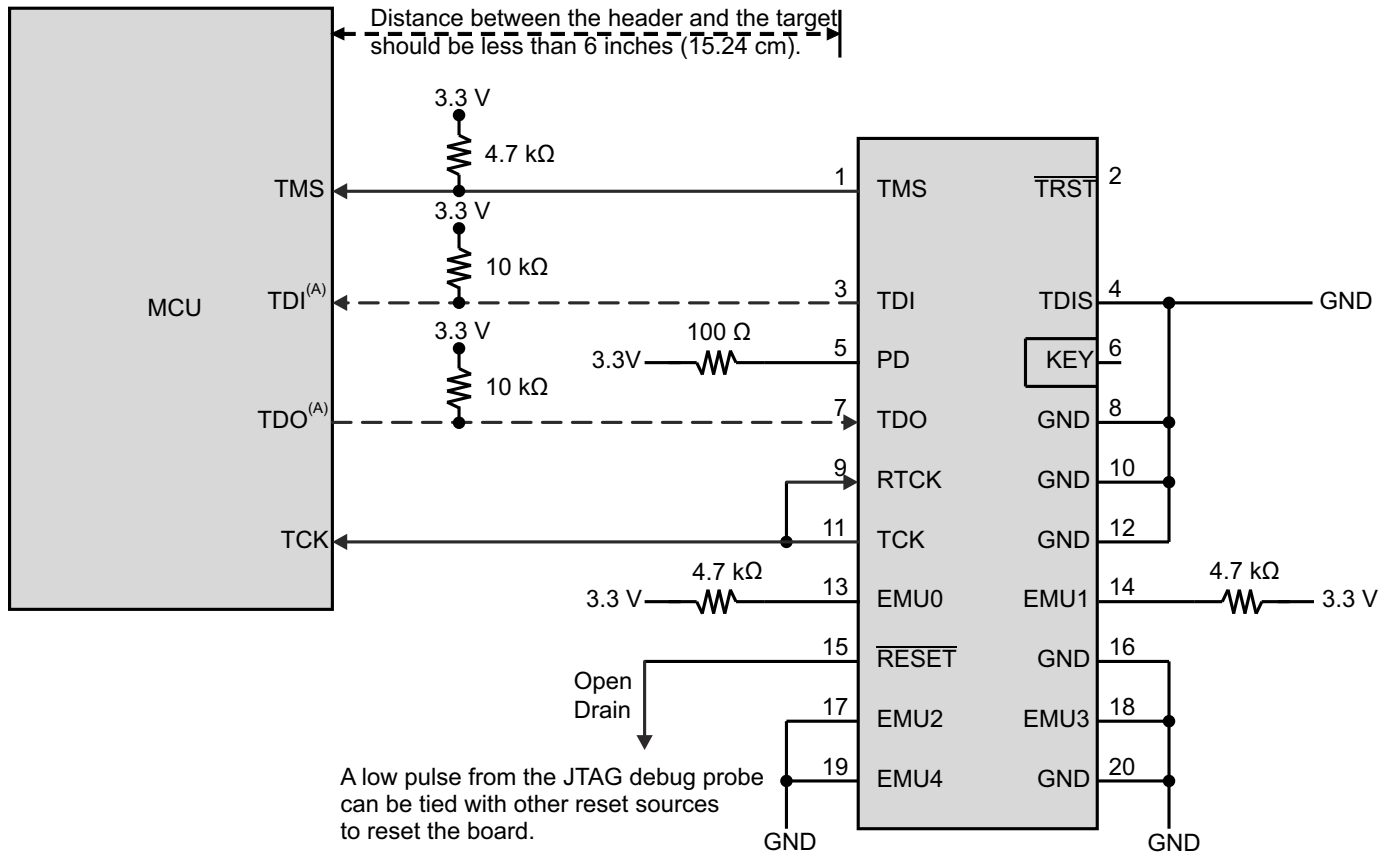 Distance between the header and the target
should be less than 6 inches (15.24 cm).
3.3 V
4.7 kΩ
TMS
1
TMS
TRST
2
3.3 V
10 kΩ
MCU
TDI(A)
3
TDI
TDIS
4
GND
3.3 V
100 Ω
3.3V
5
PD
KEY
6
10 kΩ
TDO(A)
7
TDO
GND
8
9
RTCK
GND
10
TCK
11
TCK
GND
12
4.7 kΩ
3.3 V
13
EMU0
EMU1
14
4.7 kΩ
3.3 V
15
RESET
GND
16
Open
Drain
17
EMU2
EMU3
18
19
EMU4
GND
20
A low pulse from the JTAG debug probe
can be tied with other reset sources
to reset the board.
GND
GND